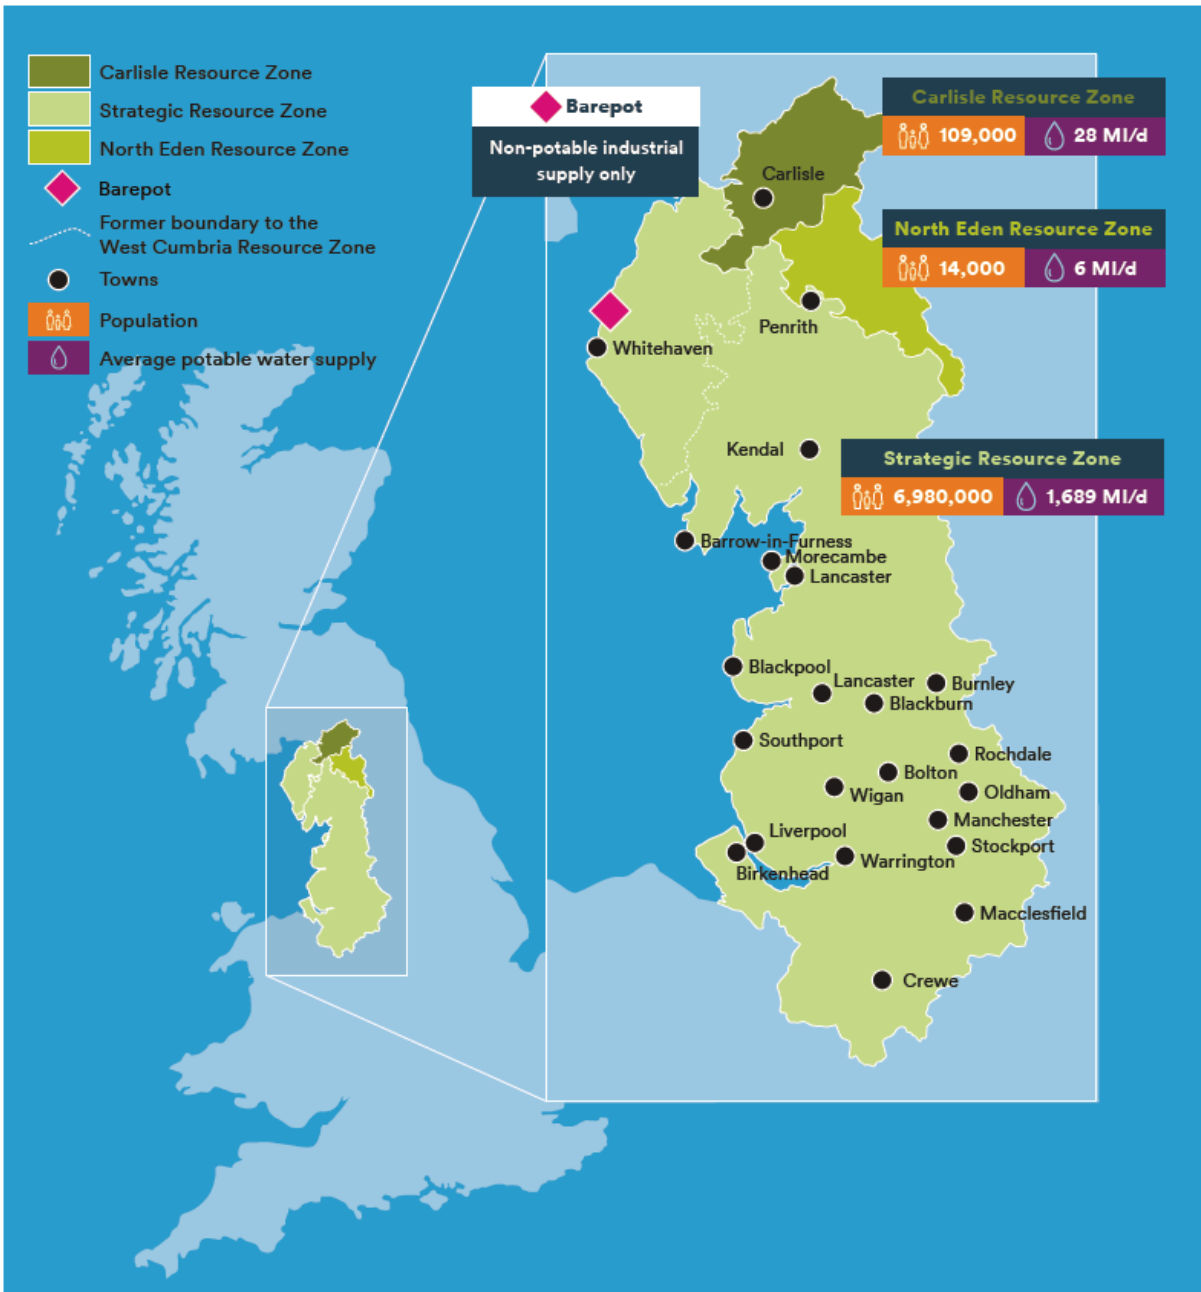 Carlisle Resource Zone
Strategic Resource Zone
North Eden Resource Zone
Barepot
Former boundary to the
West Cumbria Resource Zone
Towns
Population
Average potable water supply
Barepot
Non-potable industrial
supply only
Carlisle Resource Zone
109,000
28 Ml/d
Carlisle
North Eden Resource Zone
14,000
6 Ml/d
Penrith
Whitehaven
Kendal
Strategic Resource Zone
6,980,000
1,689 Ml/d
Barrow-in-Furness
Morecambe
Lancaster
Blackpool
Lancaster
Burnley
Blackburn
Southport
Rochdale
Bolton
Wigan
Oldham
Manchester
Liverpool
Stockport
Warrington
Birkenhead
Macclesfield
Crewe